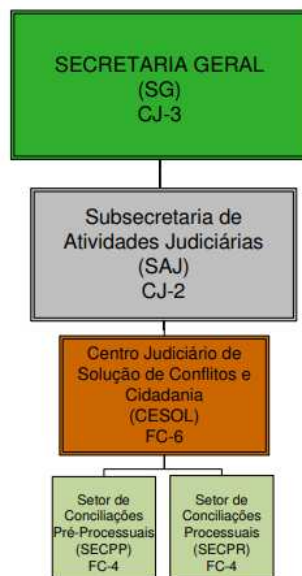 SECRETARIA GERAL
(SG)
CJ-3
Subsecretaria de
Atividades Judiciárias
(SAJ)
CJ-2
Centro Judiciário de
Solução de Conflitos e
Cidadania
(CESOL)
FC-6
Setor de
Conciliações
Pré-Processuais
(SECPP)
FC-4
Setor de
Conciliações
Processuais
(SECPR)
FC-4